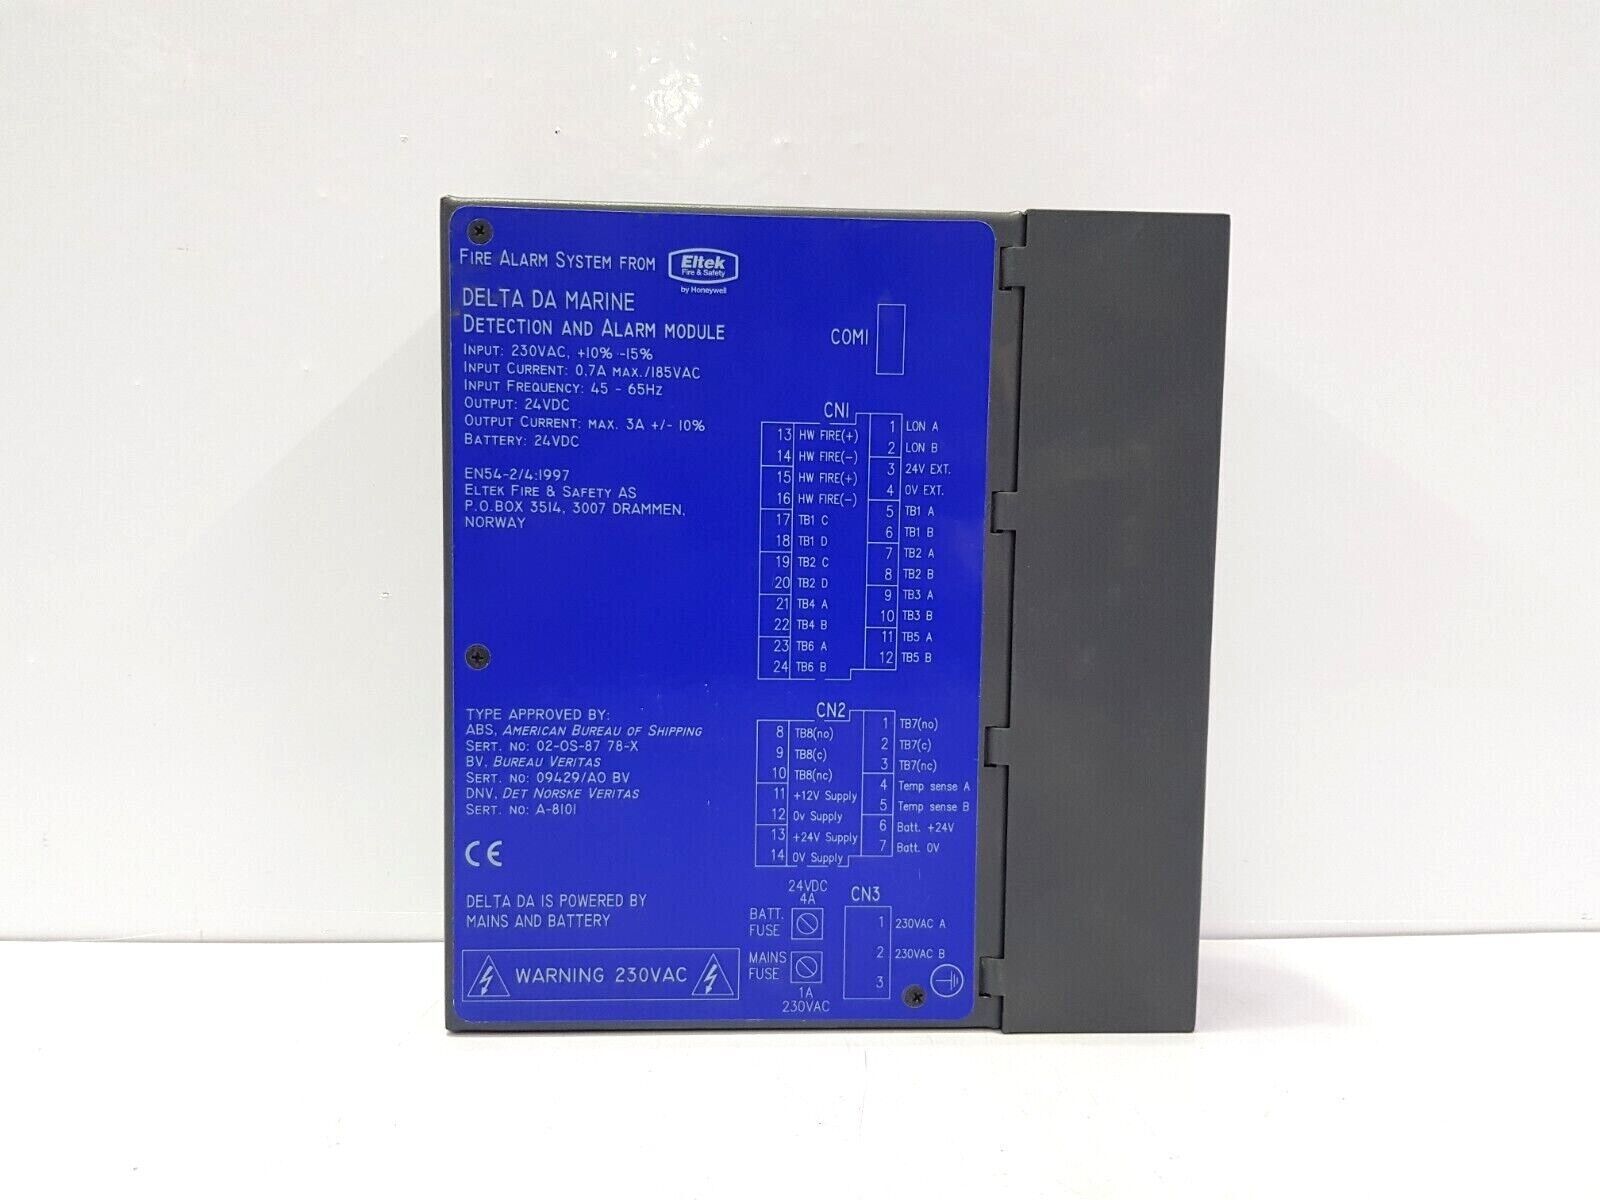 FIRE ALARM SYSTEM FROM Eltek
Fire & Safety
by Honeywell
DELTA DA MARINE
DETECTION AND ALARM MODULE
INPUT: 230VAC, +10% -15%
INPUT CURRENT: 0.7A MAX./185VAC
INPUT FREQUENCY: 45 - 65HZ
OUTPUT: 24VDC
OUTPUT CURRENT: MAX. 3A +/- 10%
BATTERY: 24VDC
EN54-2/4:1997
ELTEK FIRE & SAFETY AS
P.O.BOX 3514, 3007 DRAMMEN,
NORWAY
TYPE APPROVED BY:
ABS, AMERICAN BUREAU OF SHIPPING
SERT. NO: 02-OS-87 78-X
BV, BUREAU VERITAS
SERT. NO: 09429/AO BV
DNV, DET NORSKE VERITAS
SERT. NO: A-8101
CE
DELTA DA IS POWERED BY
MAINS AND BATTERY
WARNING 230VAC
COM1
CN1
13 HW FIRE(+)
14 HW FIRE(-)
15 HW FIRE(+)
16 HW FIRE(-)
17 TB1 C
18 TB1 D
19 TB2 C
20 TB2 D
21 TB4 A
22 TB4 B
23 TB6 A
24 TB6 B
1 LON A
2 LON B
3 24V EXT.
4 0V EXT.
5 TB1 A
6 TB1 B
7 TB2 A
8 TB2 B
9 TB3 A
10 TB3 B
11 TB5 A
12 TB5 B
CN2
8 TB8(no)
9 TB8(c)
10 TB8(nc)
11 +12V Supply
12 0v Supply
13 +24V Supply
14 0V Supply
1 TB7(no)
2 TB7(c)
3 TB7(nc)
4 Temp sense A
5 Temp sense B
6 Batt. +24V
7 Batt. 0V
24VDC
4A
BATT.
FUSE
MAINS
FUSE
1A
230VAC
CN3
1 230VAC A
2 230VAC B
3